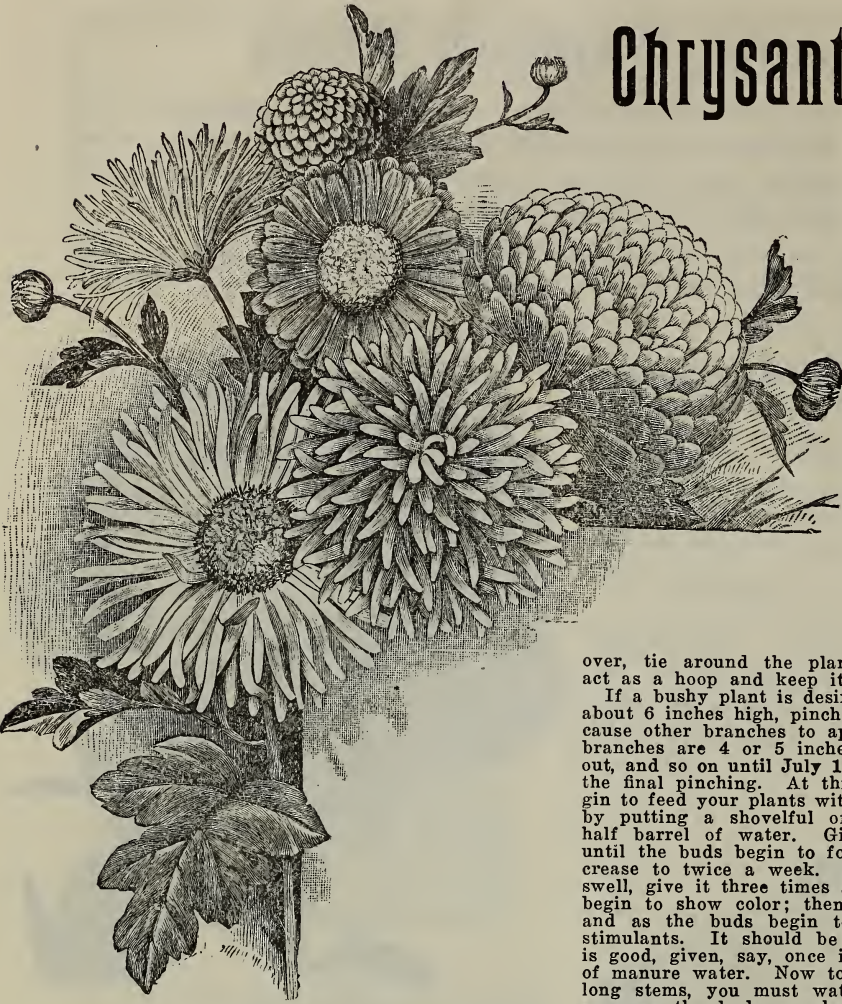 Chrysant
over, tie around the plan
act as a hoop and keep it
If a bushy plant is desi
about 6 inches high, pinch
cause other branches to ap
branches are 4 or 5 inche
out, and so on until July 1
the final pinching. At thi
gin to feed your plants wit
by putting a shovelful o
half barrel of water. Gi
until the buds begin to fo
crease to twice a week.
swell, give it three times
begin to show color; then
and as the buds begin t
stimulants. It should be
is good, given, say, once i
of manure water. Now to
long stems, you must wat